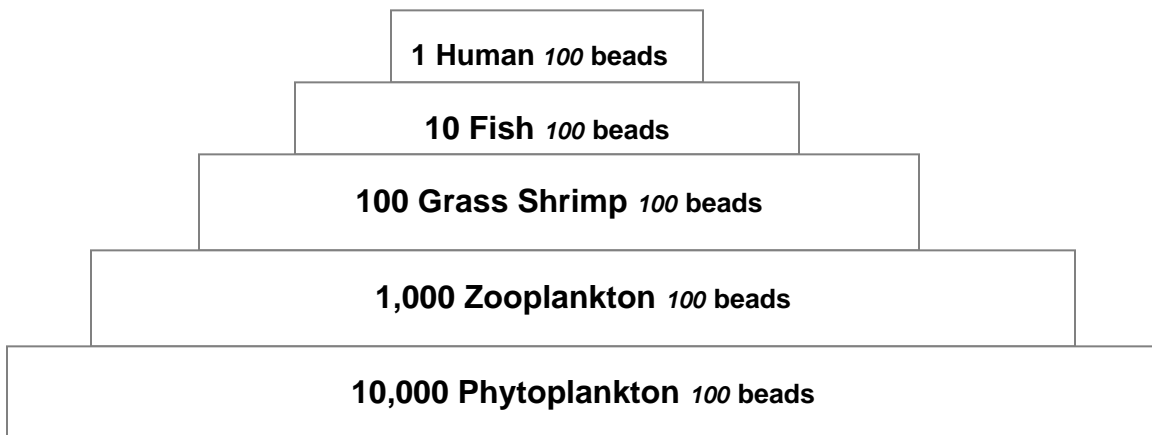 1 Human 100 beads
10 Fish 100 beads
100 Grass Shrimp 100 beads
1,000 Zooplankton 100 beads
10,000 Phytoplankton 100 beads